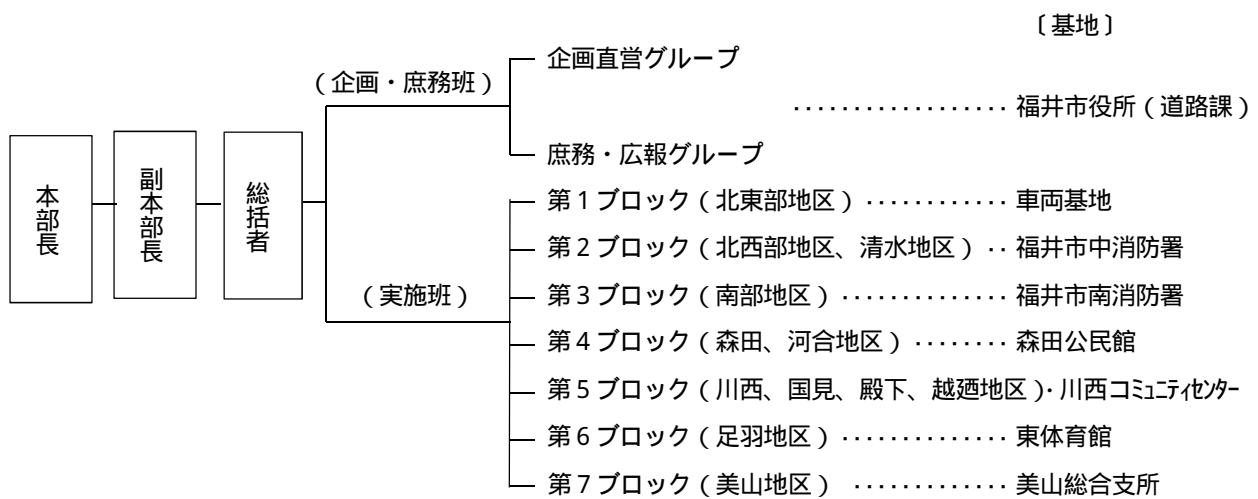 〔基地〕
企画直営グループ
(企画・庶務班)
‥‥‥‥‥‥‥‥‥ 福井市役所(道路課)
庶務・広報グループ
本部長
副本部長
総括者
第1ブロック(北東部地区)‥‥‥‥‥‥ 車両基地
第2ブロック(北西部地区、清水地区)‥ 福井市中消防署
(実施班)
第3ブロック(南部地区)‥‥‥‥‥‥‥ 福井市南消防署
第4ブロック(森田、河合地区)‥‥‥‥ 森田公民館
第5ブロック(川西、国見、殿下、越廼地区)・川西コミュニティセンター
第6ブロック(足羽地区)‥‥‥‥‥‥‥ 東体育館
第7ブロック(美山地区)‥‥‥‥‥‥‥ 美山総合支所